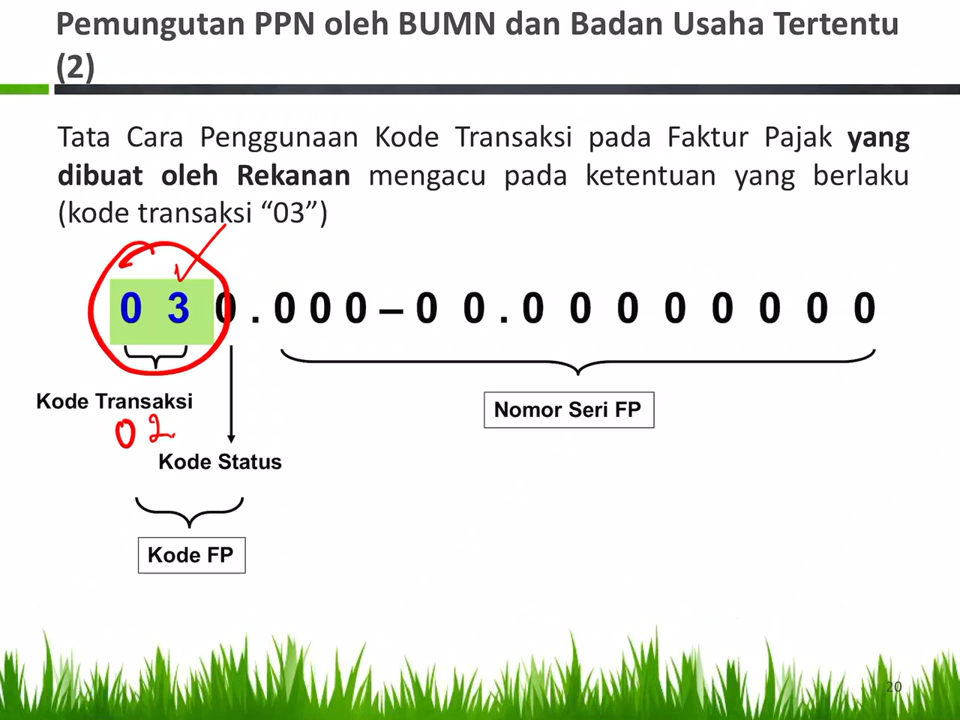 Pemungutan PPN oleh BUMN dan Badan Usaha Tertentu
(2)
Tata Cara Penggunaan Kode Transaksi pada Faktur Pajak yang
dibuat oleh Rekanan mengacu pada ketentuan yang berlaku
(kode transaksi “03”)
0 3 0 . 0 0 0 – 0 0 . 0 0 0 0 0 0 0 0
Kode Transaksi
02
Kode Status
Kode FP
Nomor Seri FP
20